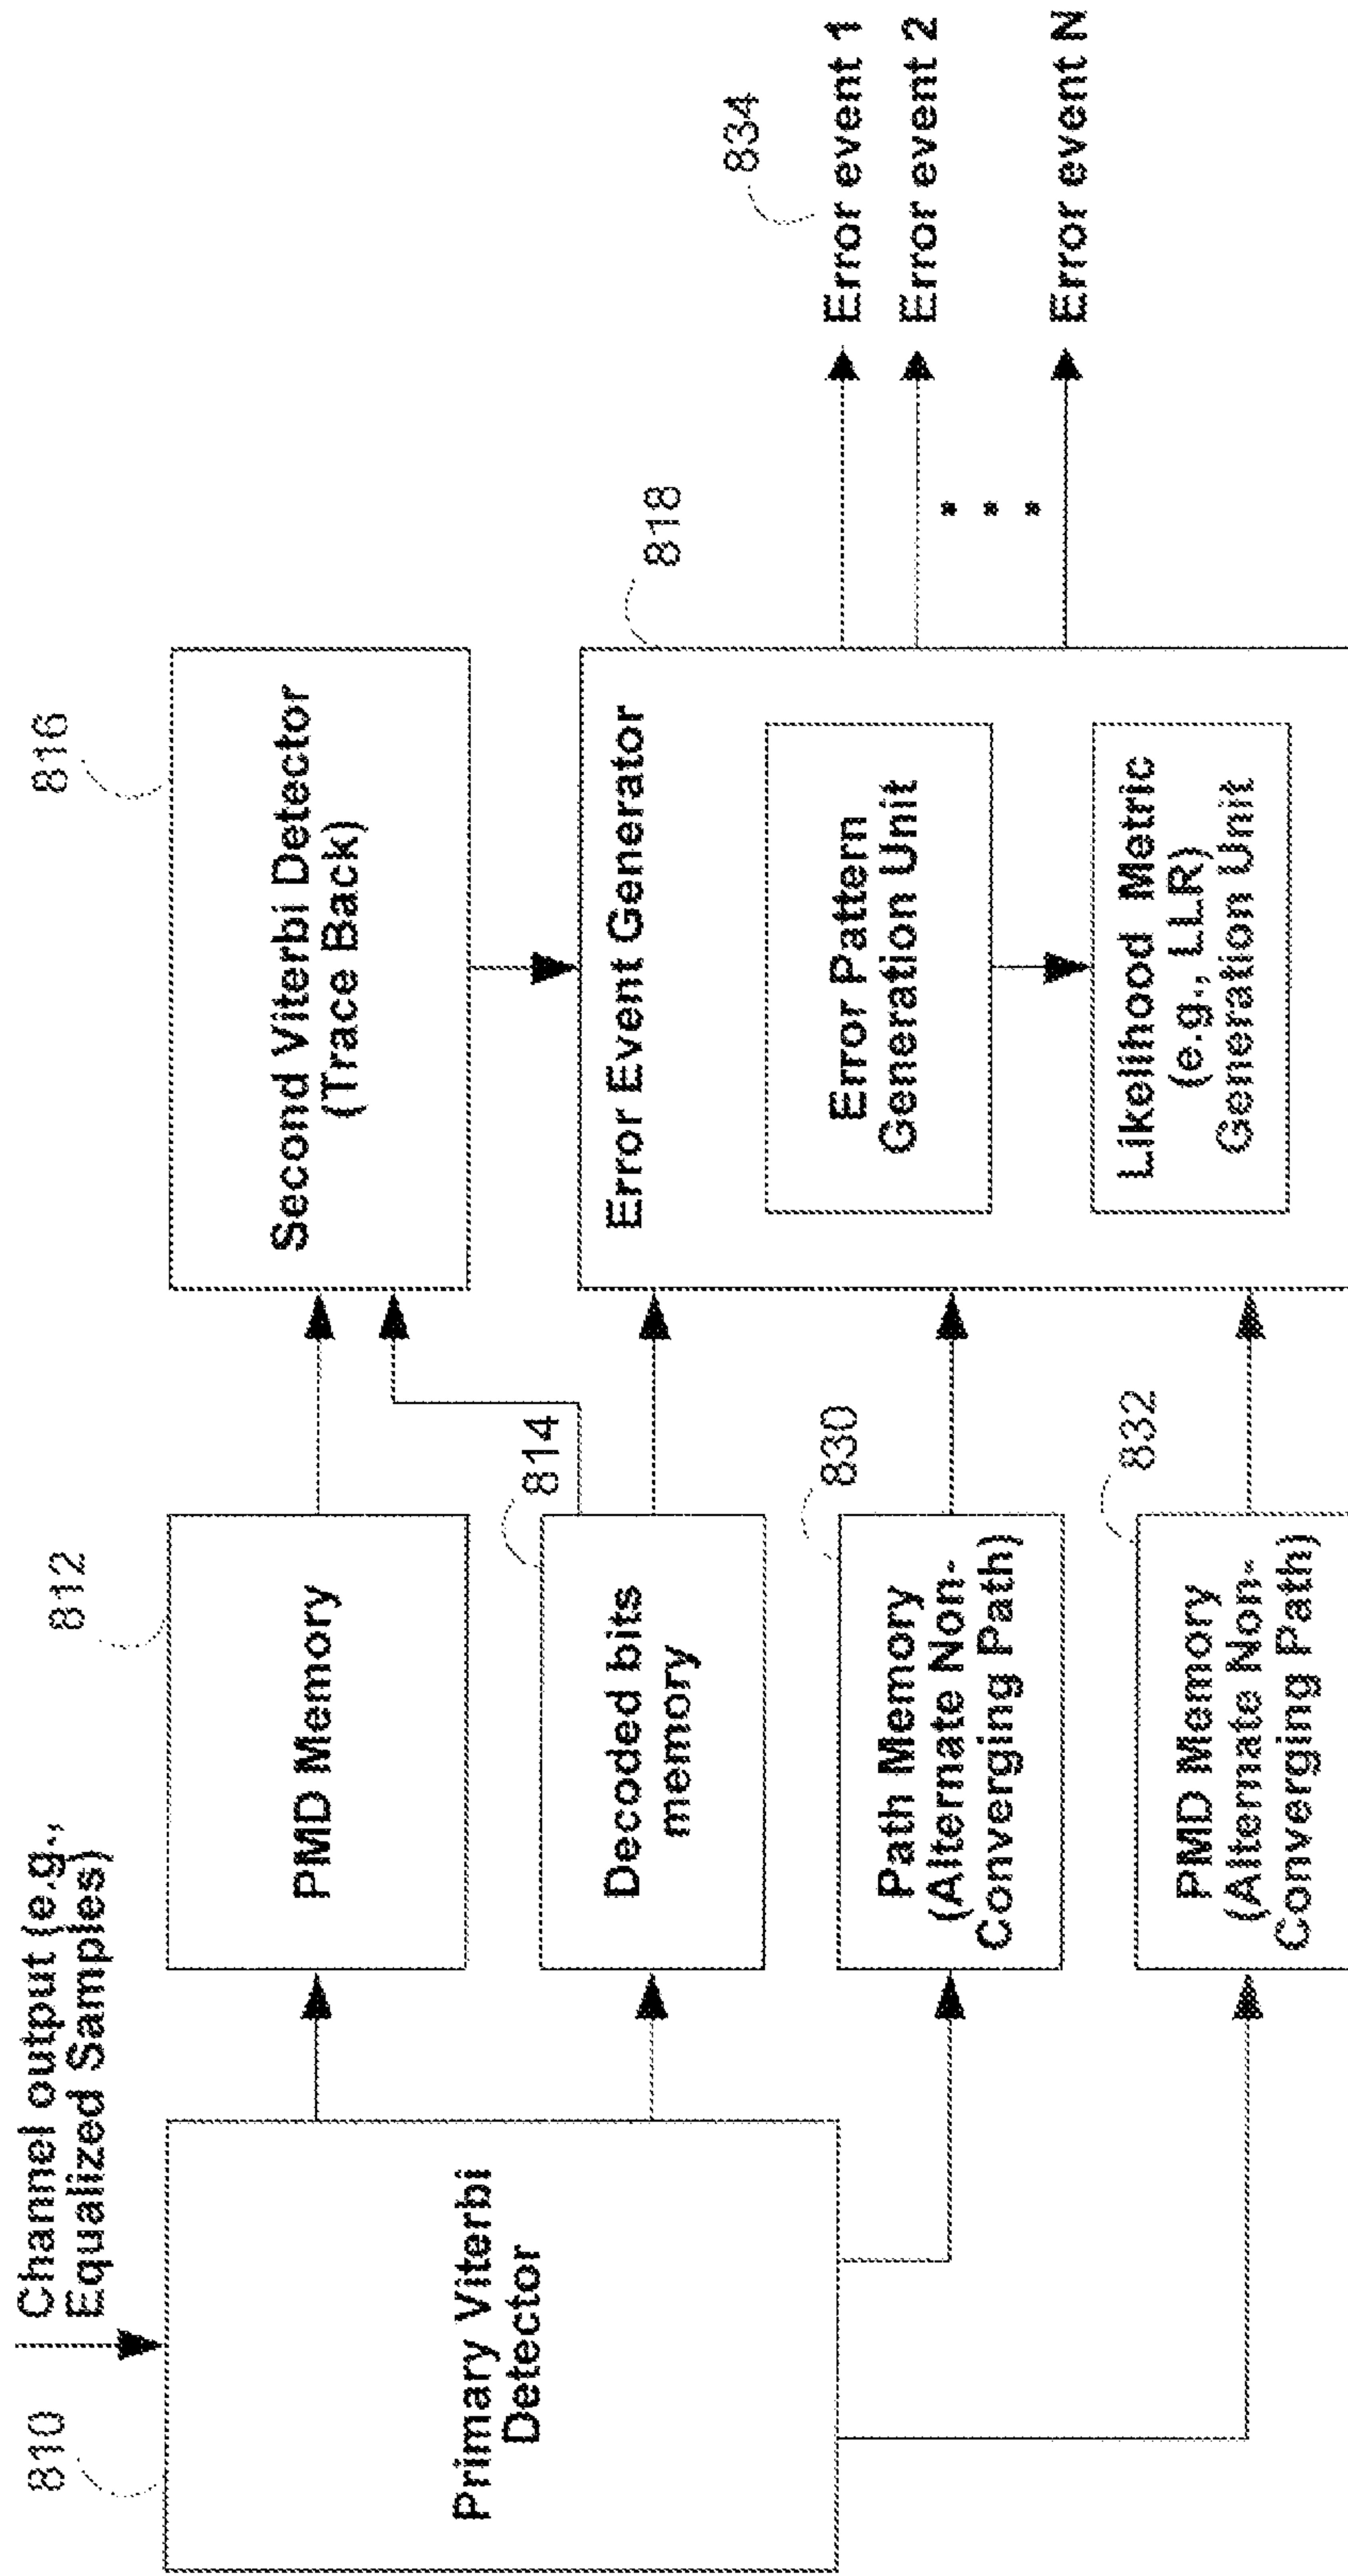 810
Channel output (e.g.,
Equalized Samples)
Primary Viterbi
Detector
812
PMD Memory
814
Decoded bits
memory
830
Path Memory
(Alternate Non-
Converging Path)
832
PMD Memory
(Alternate Non-
Converging Path)
816
Second Viterbi Detector
(Trace Back)
818
Error Event Generator
Error Pattern
Generation Unit
Likelihood Metric
(e.g., LLR)
Generation Unit
834
Error event 1
Error event 2
Error event N